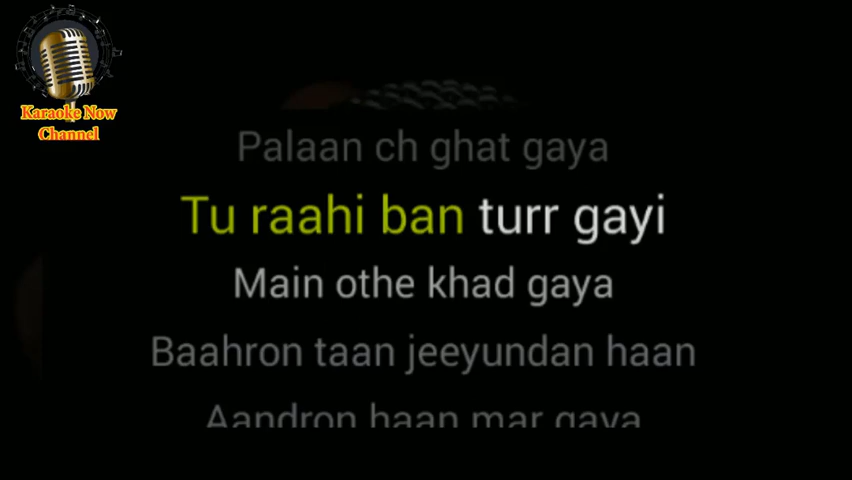 Karaoke Now
Channel
Palaan ch ghat gaya
Tu raahi ban turr gayi
Main othe khad gaya
Baahron taan jeeyundan haan
Aandron haan mar gaya